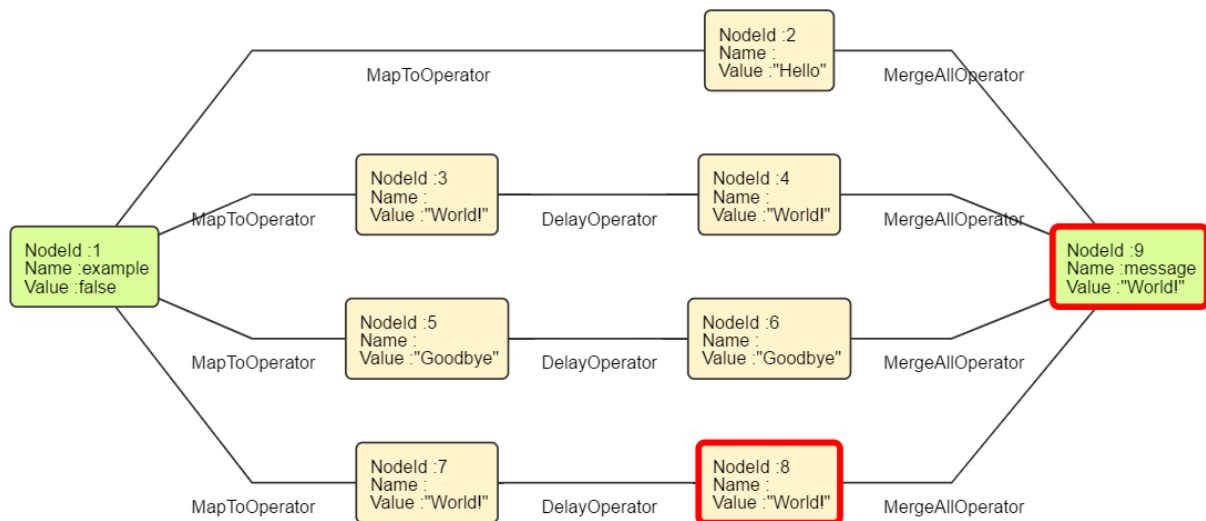 NodeId :2
Name :
Value :"Hello"
MapToOperator
MergeAllOperator
NodeId :3
Name :
Value :"World!"
NodeId :4
Name :
Value :"World!"
MapToOperator
DelayOperator
MergeAllOperator
NodeId :1
Name :example
Value :false
NodeId :9
Name :message
Value :"World!"
NodeId :5
Name :
Value :"Goodbye"
NodeId :6
Name :
Value :"Goodbye"
MapToOperator
DelayOperator
MergeAllOperator
NodeId :7
Name :
Value :"World!"
NodeId :8
Name :
Value :"World!"
MapToOperator
DelayOperator
MergeAllOperator